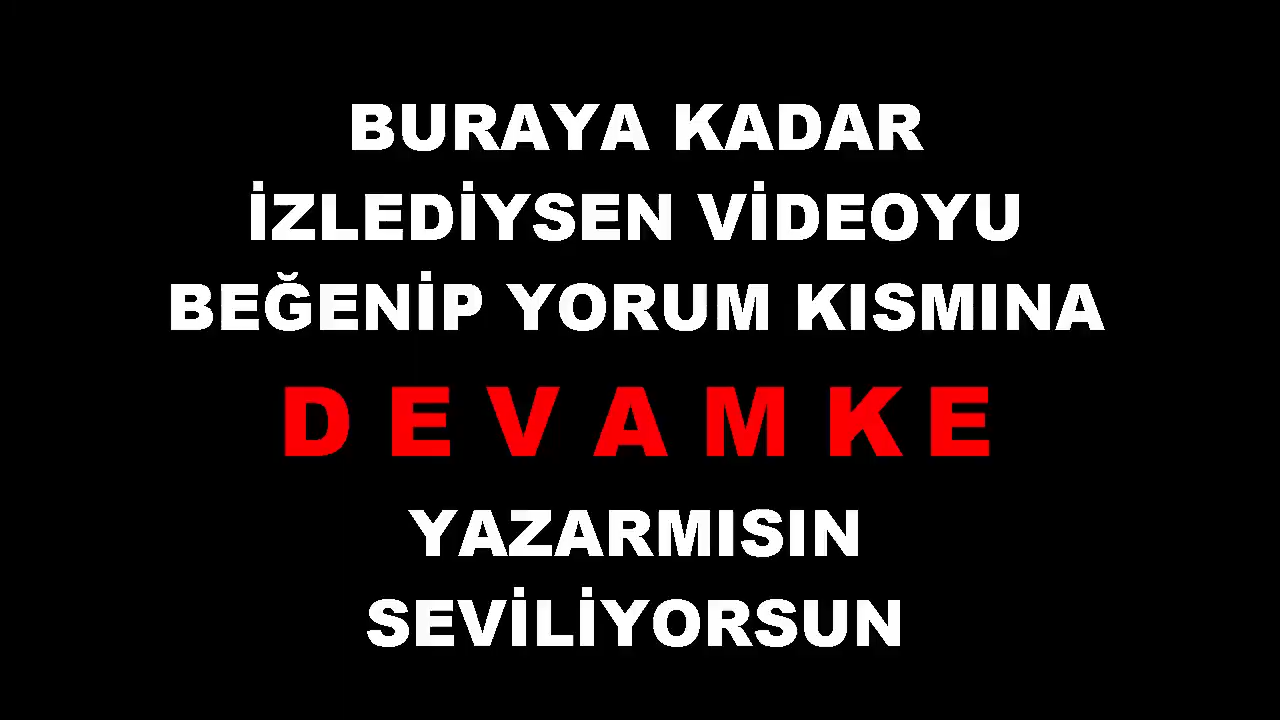 BURAYA KADAR
İZLEDİYSEN VİDEOYU
BEĞENİP YORUM KISMINA
D E V A M K E
YAZARMISIN
SEVİLİYORSUN